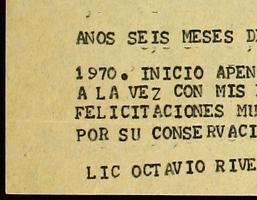 ANOS SEIS MESES D
1970. INICIO APEN
A LA VEZ CON MIS
FELICITACIONES MU
POR SU CONSERVACI
LIC OCTAVIO RIVE